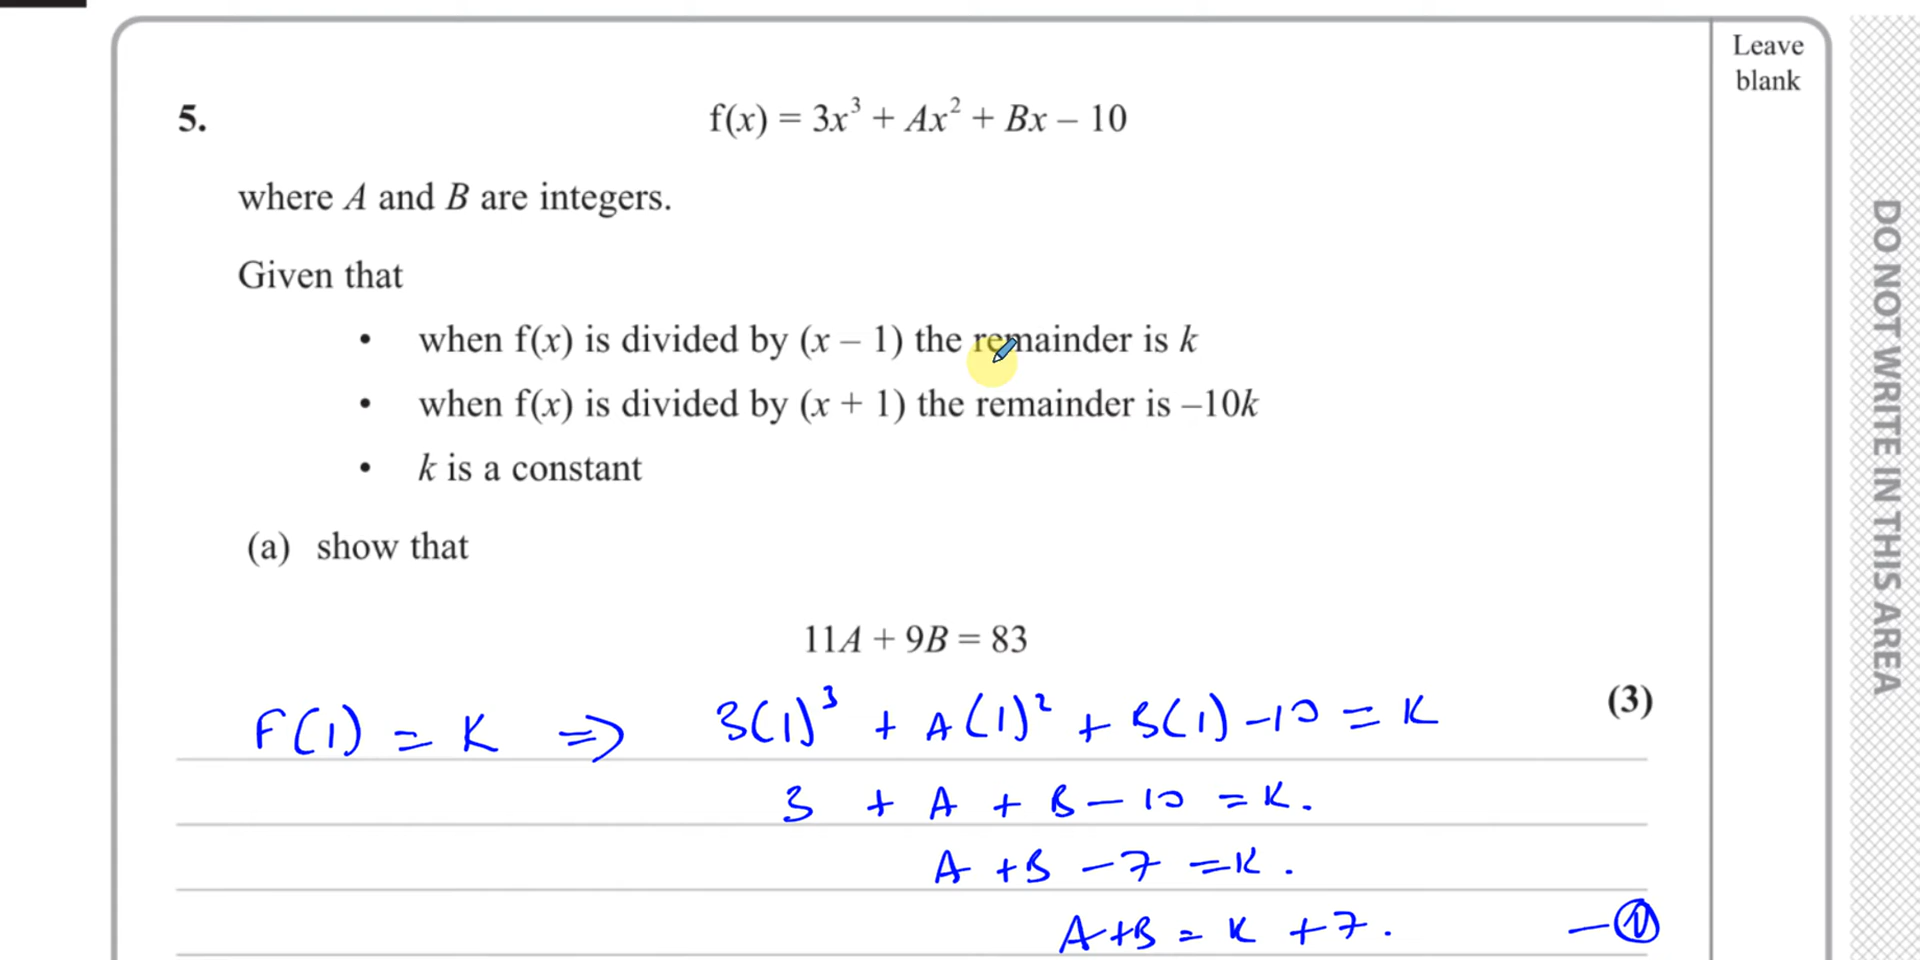 Leave
blank
5. f(x) = 3x³ + Ax² + Bx – 10
where A and B are integers.
Given that
• when f(x) is divided by (x – 1) the remainder is k
• when f(x) is divided by (x + 1) the remainder is –10k
• k is a constant
(a) show that
11A + 9B = 83
(3)
F(1) = K ⇒ 3(1)³ + A(1)² + B(1) - 10 = K
3 + A + B - 10 = K.
A + B - 7 = K.
A+B = K + 7. - ①
DO NOT WRITE IN THIS AREA